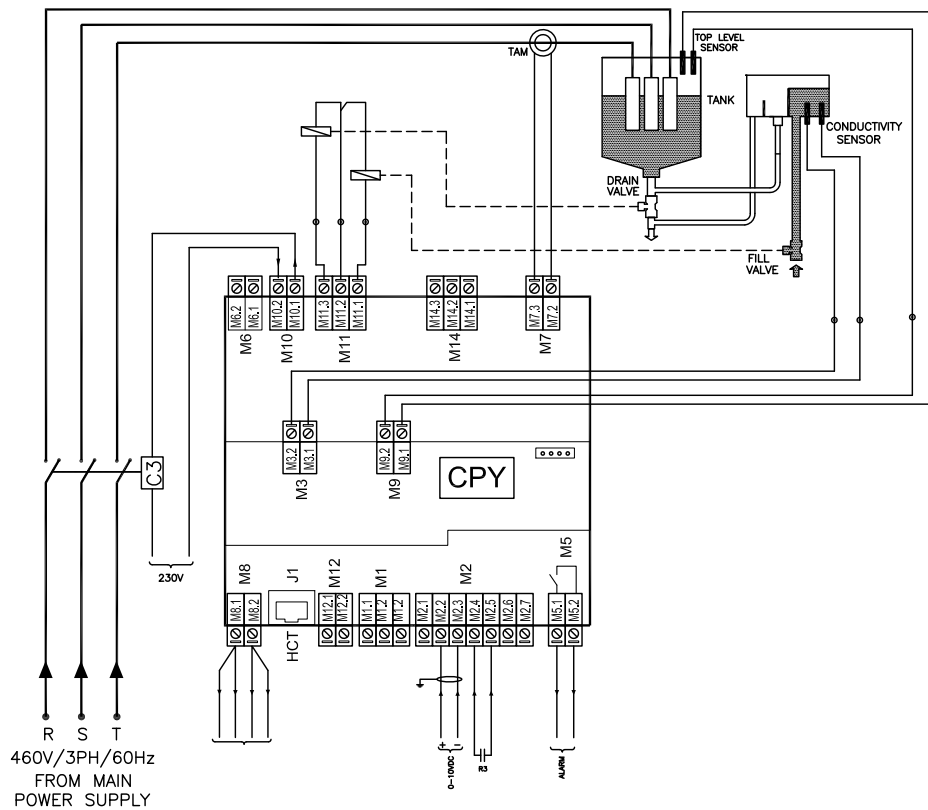 TOP LEVEL
SENSOR
TAM
TANK
CONDUCTIVITY
SENSOR
DRAIN
VALVE
FILL
VALVE
M6.2
M6.1
M10.2
M10.1
M11.3
M11.2
M11.1
M14.3
M14.2
M14.1
M7.3
M7.2
M6
M10
M11
M14
M7
M3.2
M3.1
M9.2
M9.1
M3
M9
CPY
C3
230V
M8
J1
M12
M1
M2
M5
M8.1
M8.2
HCT
M12.1
M12.2
M1.1
M1.2
M1.2
M2.1
M2.2
M2.3
M2.4
M2.5
M2.6
M2.7
M5.1
M5.2
+ -
0-10VDC
R3
ALARM
R S T
460V/3PH/60Hz
FROM MAIN
POWER SUPPLY